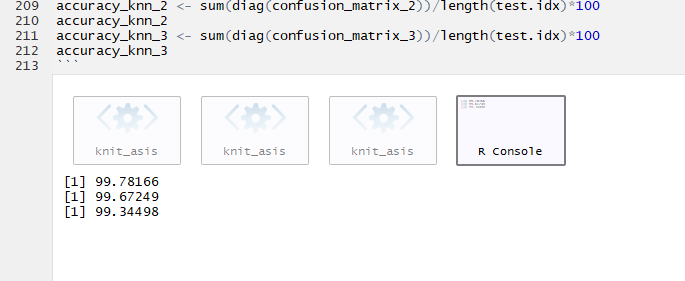 209 accuracy_knn_2 <- sum(diag(confusion_matrix_2))/length(test.idx)*100
210 accuracy_knn_2
211 accuracy_knn_3 <- sum(diag(confusion_matrix_3))/length(test.idx)*100
212 accuracy_knn_3
213 ```
knit_asis knit_asis knit_asis R Console
[1] 99.78166
[1] 99.67249
[1] 99.34498